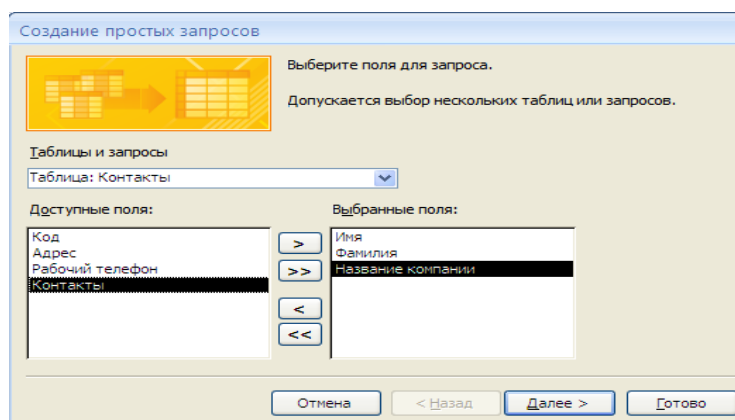 Создание простых запросов
Выберите поля для запроса.
Допускается выбор нескольких таблиц или запросов.
Таблицы и запросы
Таблица: Контакты
Доступные поля:
Выбранные поля:
Код
Адрес
Рабочий телефон
Контакты
>
>>
<
<<
Имя
Фамилия
Название компании
Отмена
< Назад
Далее >
Готово